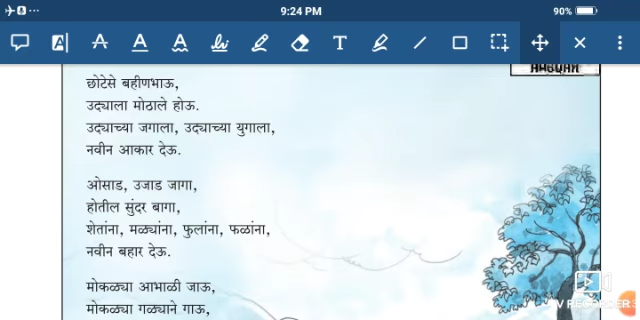 9:24 PM
90%
छोटेसे बहीणभाऊ,
उद्याला मोठाले होऊ.
उद्याच्या जगाला, उद्याच्या युगाला,
नवीन आकार देऊ.
ओसाड, उजाड जागा,
होतील सुंदर बागा,
शेतांना, मळ्यांना, फुलांना, फळांना,
नवीन बहार देऊ.
मोकळ्या आभाळी जाऊ,
मोकळ्या गळ्याने गाऊ,